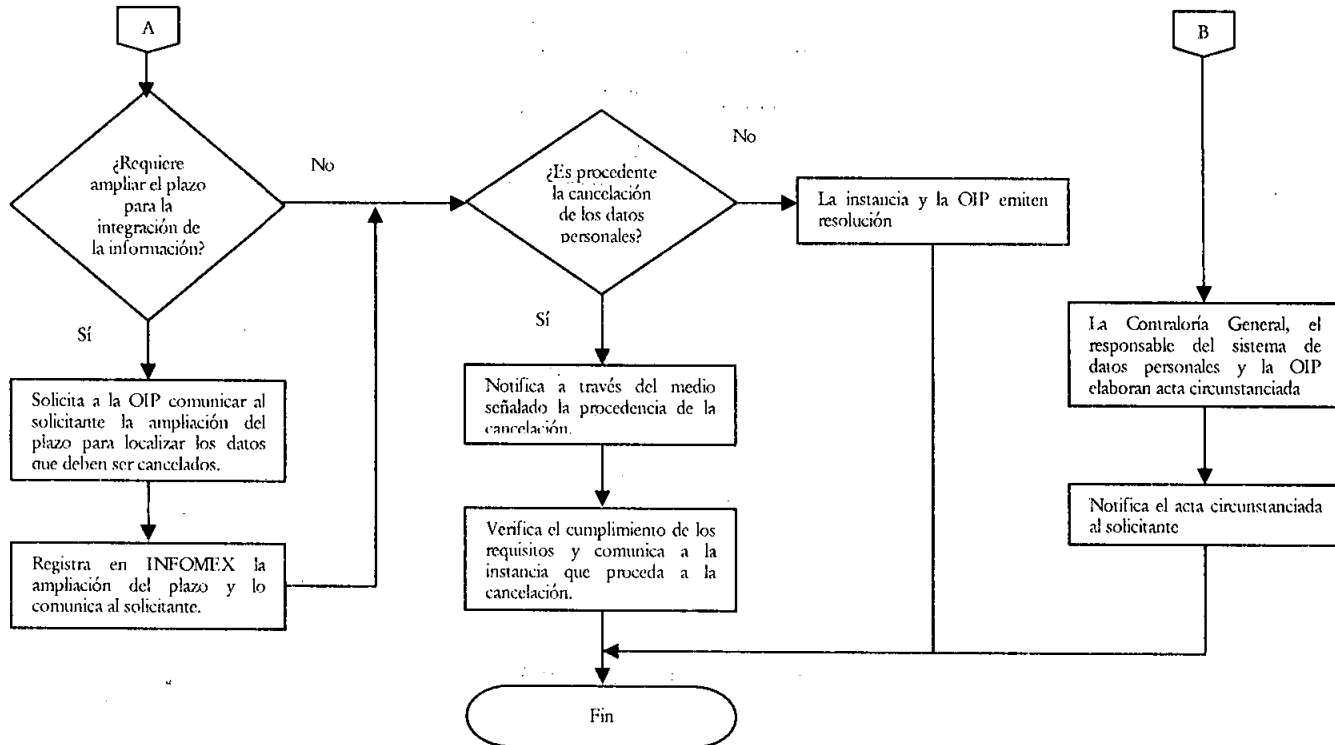 A
¿Requiere
ampliar el plazo
para la
integración de
la información?
No
Sí
Solicita a la OIP comunicar al
solicitante la ampliación del
plazo para localizar los datos
que deben ser cancelados.
Registra en INFOMEX la
ampliación del plazo y lo
comunica al solicitante.
¿Es procedente
la cancelación
de los datos
personales?
No
Sí
La instancia y la OIP emiten
resolución
Notifica a través del medio
señalado la procedencia de la
cancelación.
Verifica el cumplimiento de los
requisitos y comunica a la
instancia que proceda a la
cancelación.
Fin
B
La Contraloría General, el
responsable del sistema de
datos personales y la OIP
elaboran acta circunstanciada
Notifica el acta circunstanciada
al solicitante